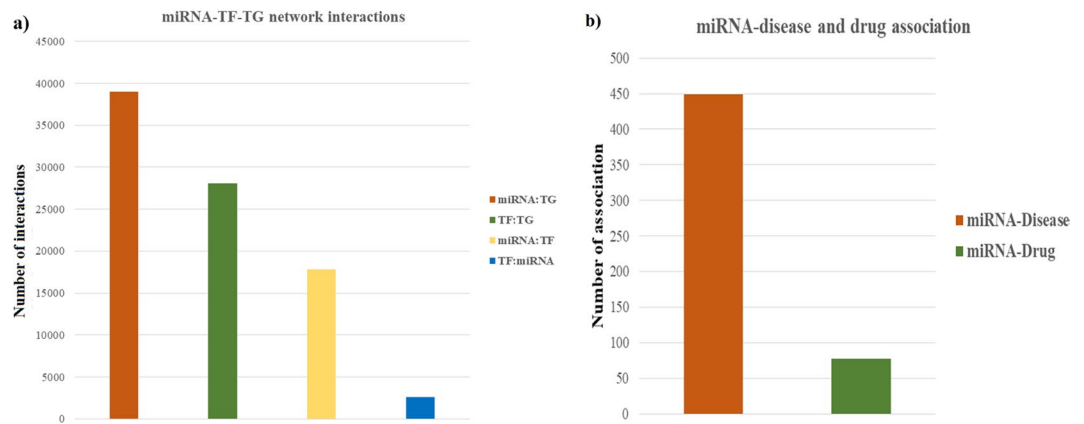 a)
miRNA-TF-TG network interactions
45000
40000
35000
30000
25000
20000
15000
10000
5000
0
Number of interactions
miRNA:TG
TF:TG
miRNA:TF
TF:miRNA
b)
miRNA-disease and drug association
500
450
400
350
300
250
200
150
100
50
0
Number of association
miRNA-Disease
miRNA-Drug